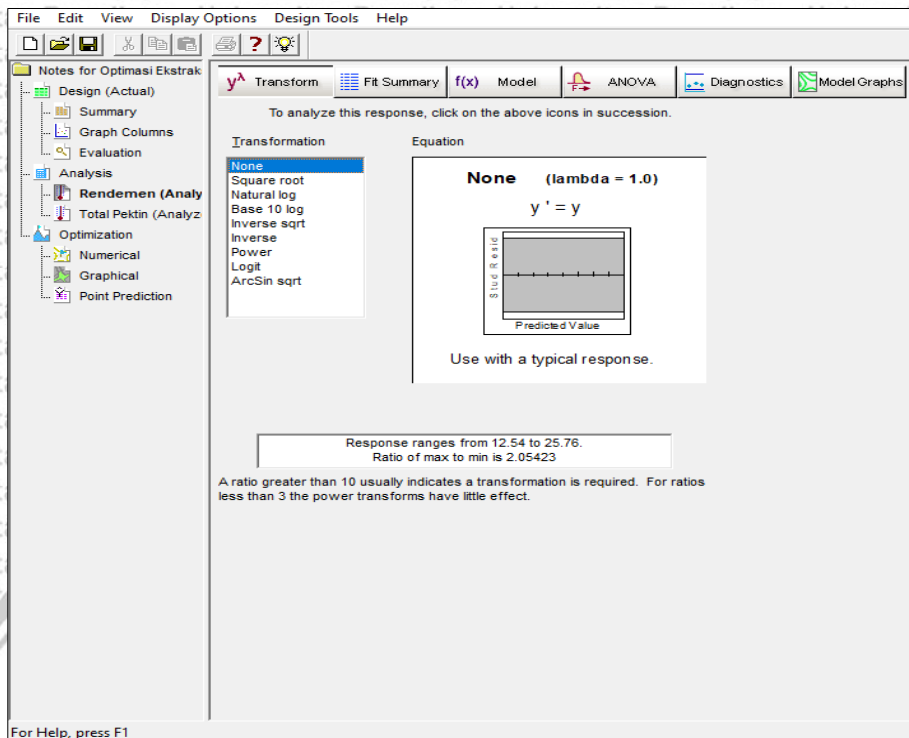 File Edit View Display Options Design Tools Help
Notes for Optimasi Ekstrak
Design (Actual)
Summary
Graph Columns
Evaluation
Analysis
Rendemen (Analy
Total Pektin (Analyz
Optimization
Numerical
Graphical
Point Prediction
yλ Transform Fit Summary f(x) Model ANOVA Diagnostics Model Graphs
To analyze this response, click on the above icons in succession.
Transformation
None
Square root
Natural log
Base 10 log
Inverse sqrt
Inverse
Power
Logit
ArcSin sqrt
Equation
None (lambda = 1.0)
y ' = y
Stud Resid
Predicted Value
Use with a typical response.
Response ranges from 12.54 to 25.76.
Ratio of max to min is 2.05423
A ratio greater than 10 usually indicates a transformation is required. For ratios
less than 3 the power transforms have little effect.
For Help, press F1